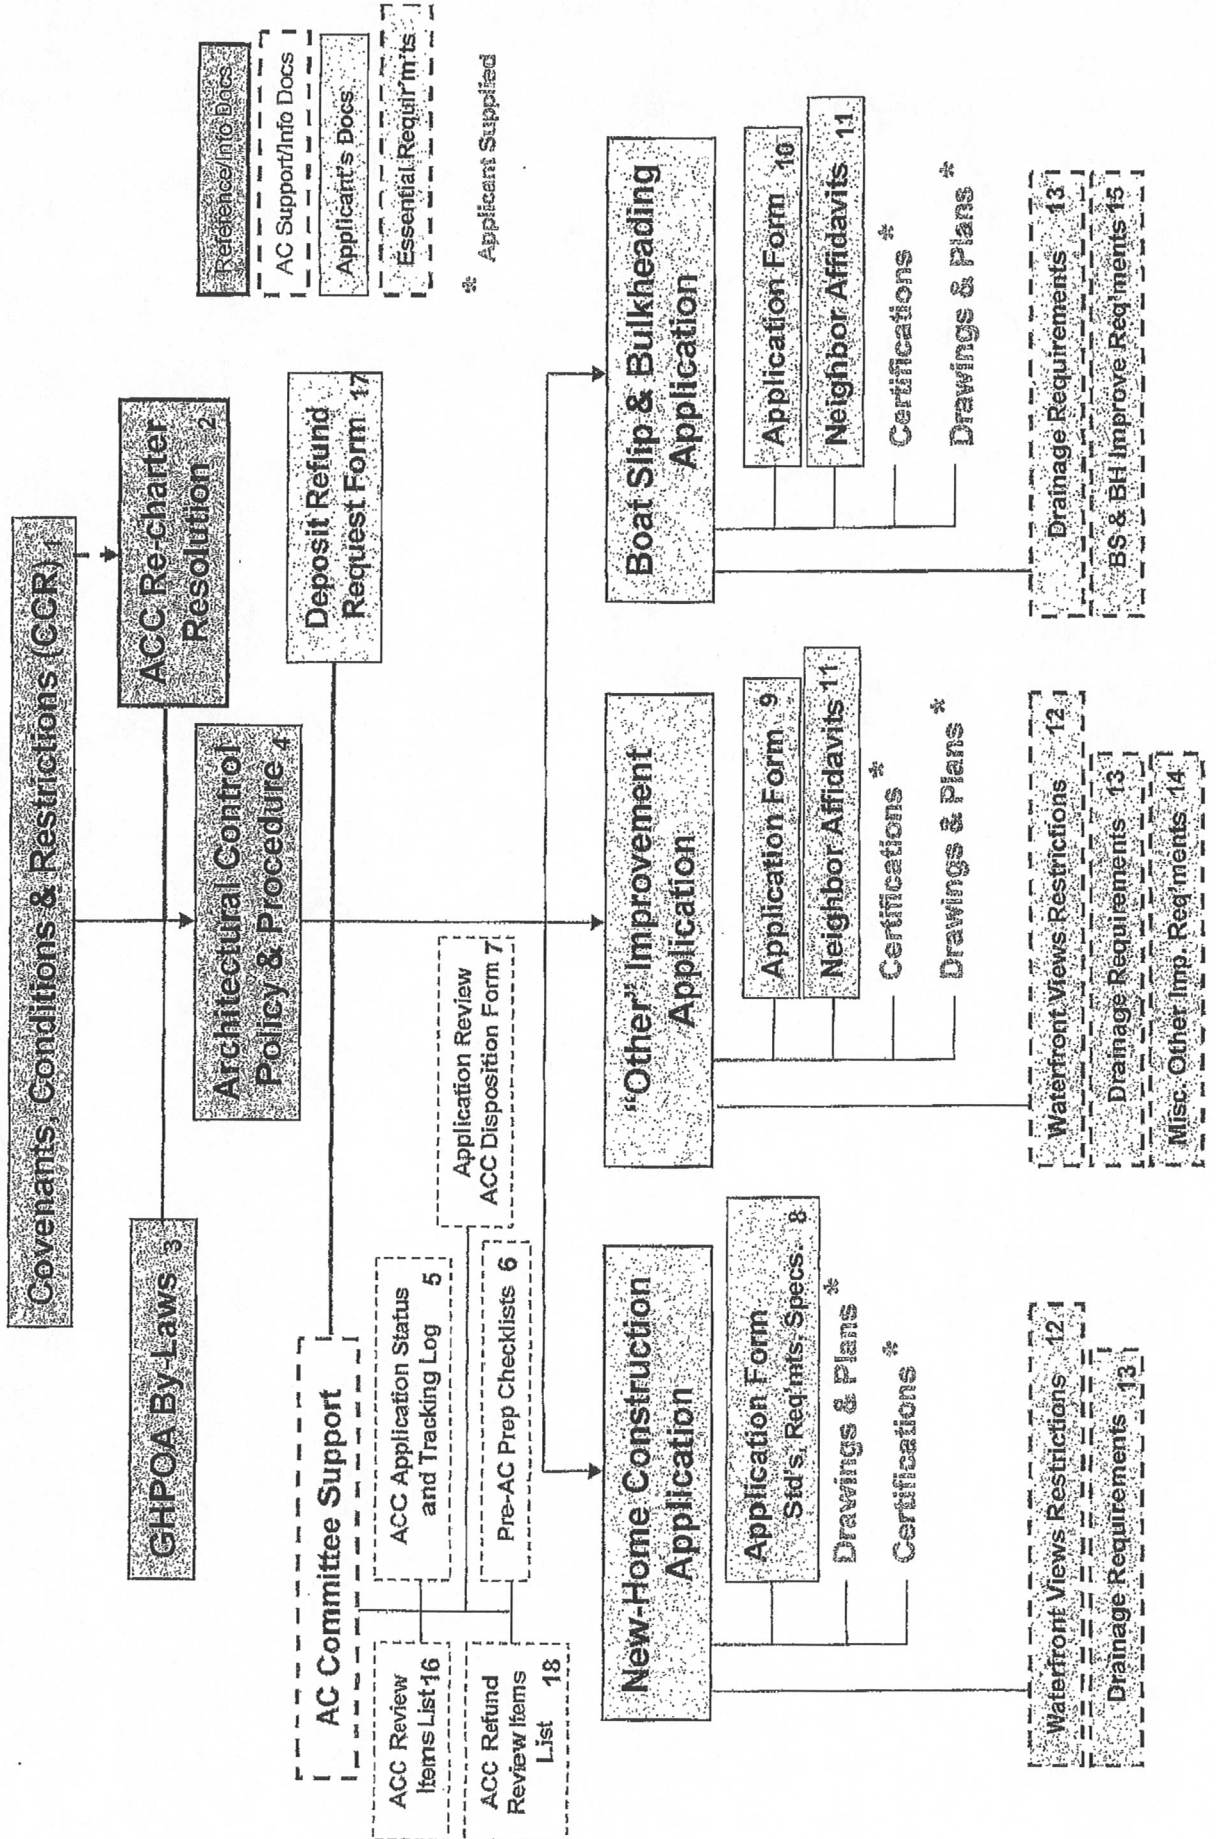 Covenants, Conditions & Restrictions (CCR) 1
Reference/Info Docs
AC Support/Info Docs
Applicant's Docs
Essential Requir'm'ts
* Applicant Supplied
GHPOA By-Laws 3
ACC Re-charter
Resolution 2
Architectural Control
Policy & Procedure 4
AC Committee Support
Deposit Refund
Request Form 17
ACC Review
Items List 16
ACC Application Status 5
and Tracking Log
Application Review
ACC Disposition Form 7
ACC Refund
Review Items
List 18
Pre-AC Prep Checklists 6
New-Home Construction
Application
Application Form
Std's, Req'mts, Specs. 8
Drawings & Plans *
Certifications *
Waterfront Views Restrictions 12
Drainage Requirements 13
"Other" Improvement
Application
Application Form 9
Neighbor Affidavits 11
Certifications *
Drawings & Plans *
Waterfront Views Restrictions 12
Drainage Requirements 13
Misc. Other Imp. Req'ments 14
Boat Slip & Bulkheading
Application
Application Form 10
Neighbor Affidavits 11
Certifications *
Drawings & Plans *
Drainage Requirements 13
BS & BH Improve Req'ments 15